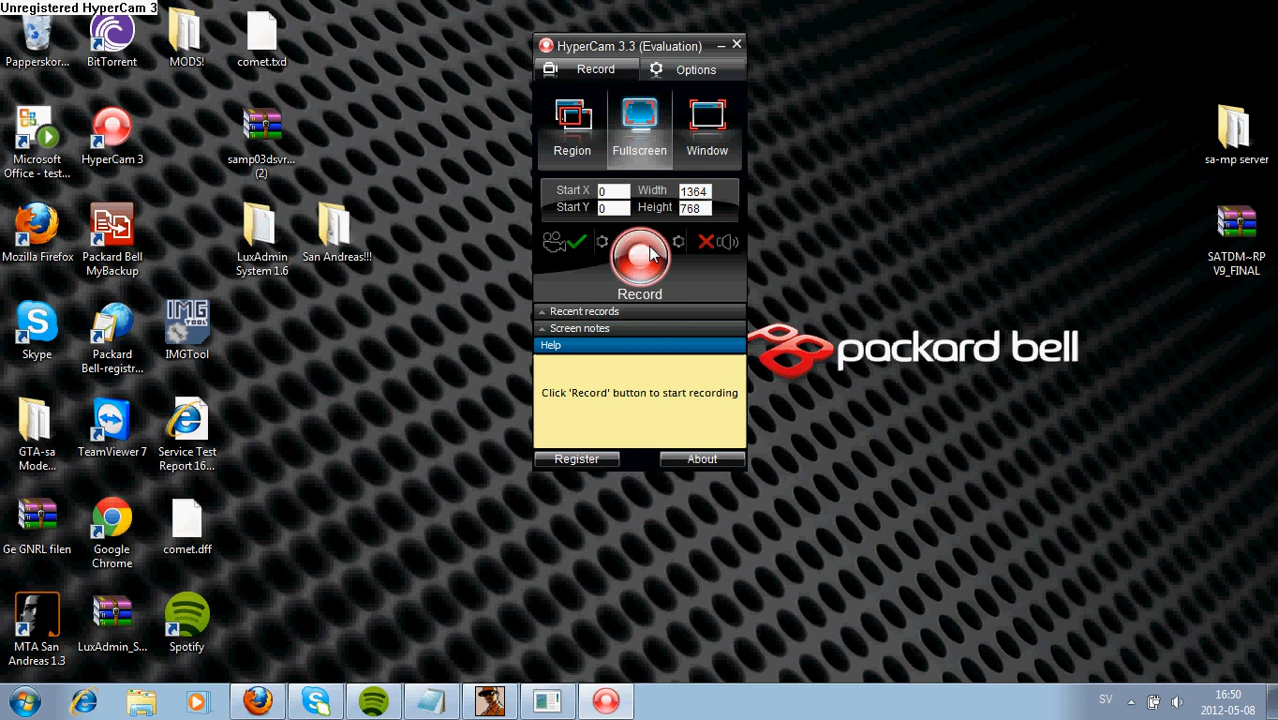 Unregistered HyperCam 3
Papperskor...
BitTorrent
MODS!
comet.txd
Microsoft
Office - test...
HyperCam 3
samp03dsvr...
(2)
Mozilla Firefox
Packard Bell
MyBackup
LuxAdmin
System 1.6
San Andreas!!!
Skype
Packard
Bell-registr...
IMG
TOOL
IMGTool
GTA-sa
Mode...
TeamViewer 7
Service Test
Report 16...
Ge GNRL filen
Google
Chrome
comet.dff
MTA San
Andreas 1.3
LuxAdmin_S...
Spotify
HyperCam 3.3 (Evaluation)
Record
Options
Region
Fullscreen
Window
Start X 0 Width 1364
Start Y 0 Height 768
Record
Recent records
Screen notes
Help
Click 'Record' button to start recording
Register
About
packard bell
sa-mp server
SATDM~RP
V9_FINAL
SV
16:50
2012-05-08